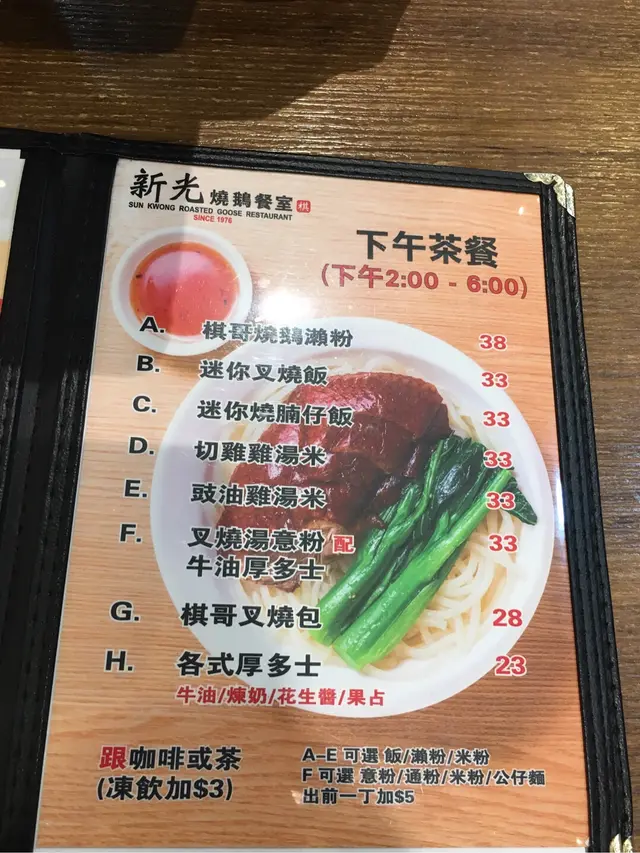 新光燒鵝餐室 棋
SUN KWONG ROASTED GOOSE RESTAURANT
SINCE 1976
下午茶餐
(下午2:00 - 6:00)
A. 棋哥燒鵝瀨粉 38
B. 迷你叉燒飯 33
C. 迷你燒腩仔飯 33
D. 切雞雞湯米 33
E. 豉油雞湯米 33
F. 叉燒湯意粉 配 33
牛油厚多士
G. 棋哥叉燒包 28
H. 各式厚多士 23
牛油/煉奶/花生醬/果占
跟咖啡或茶
(凍飲加$3)
A-E 可選 飯/瀨粉/米粉
F 可選 意粉/通粉/米粉/公仔麵
出前一丁加$5